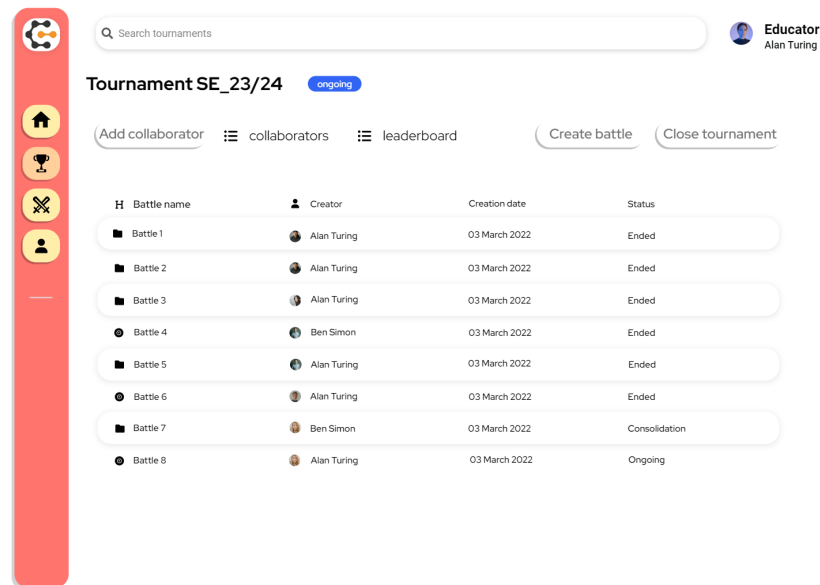 Search tournaments
Educator
Alan Turing
Tournament SE_23/24
ongoing
Add collaborator
collaborators
leaderboard
Create battle
Close tournament
H Battle name Creator Creation date Status
Battle 1 Alan Turing 03 March 2022 Ended
Battle 2 Alan Turing 03 March 2022 Ended
Battle 3 Alan Turing 03 March 2022 Ended
Battle 4 Ben Simon 03 March 2022 Ended
Battle 5 Alan Turing 03 March 2022 Ended
Battle 6 Alan Turing 03 March 2022 Ended
Battle 7 Ben Simon 03 March 2022 Consolidation
Battle 8 Alan Turing 03 March 2022 Ongoing